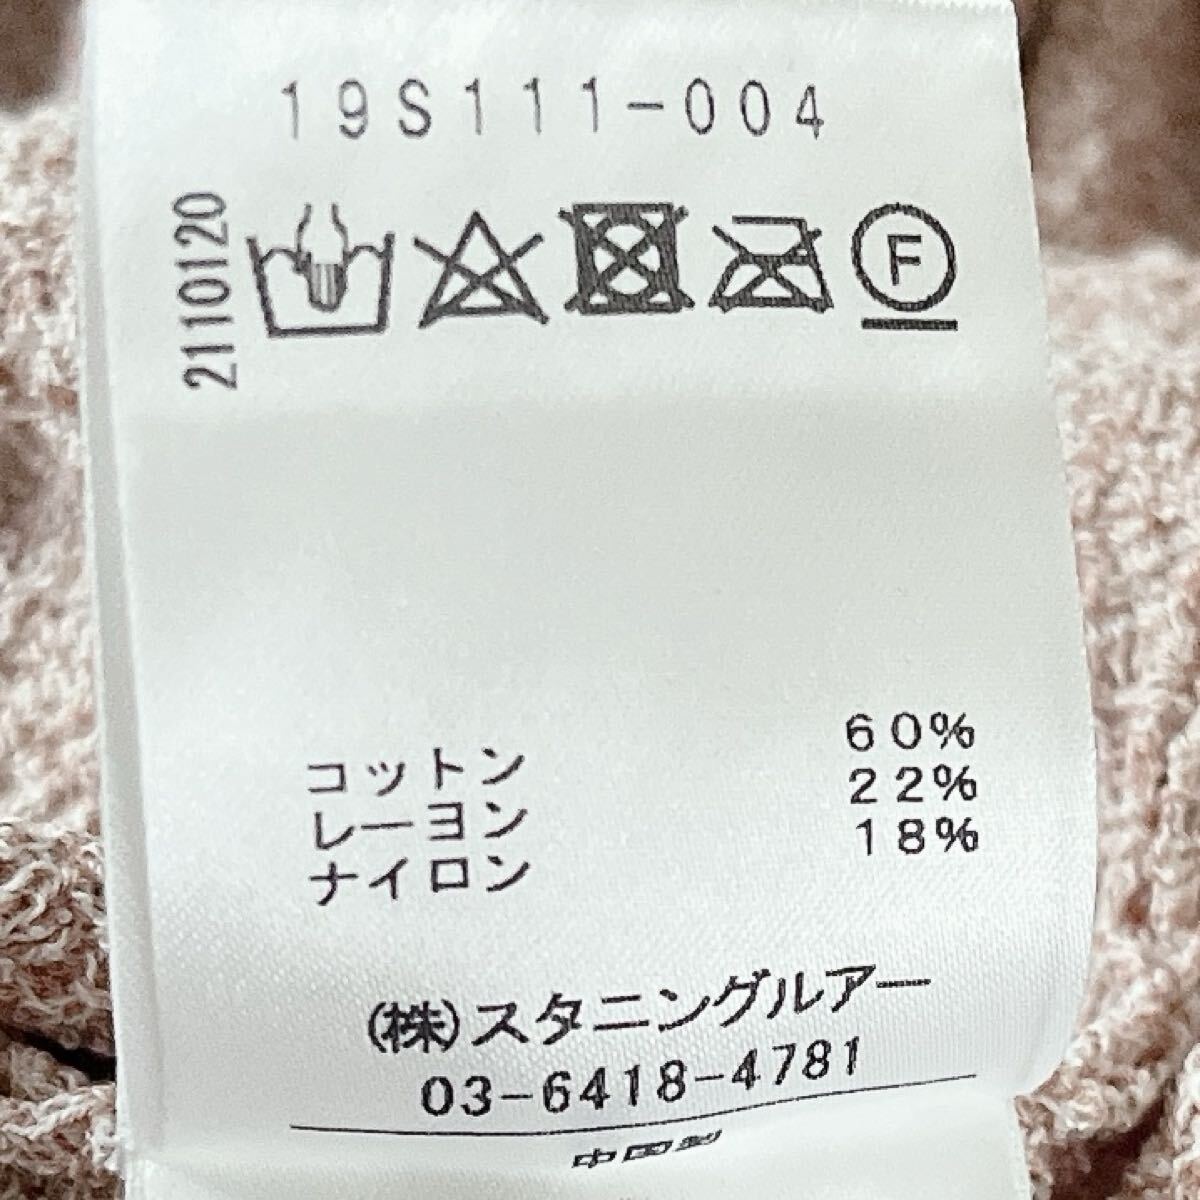 19S111-004
2110120
F
コットン 60%
レーヨン 22%
ナイロン 18%
(株)スタニングルアー
03-6418-4781
中国製